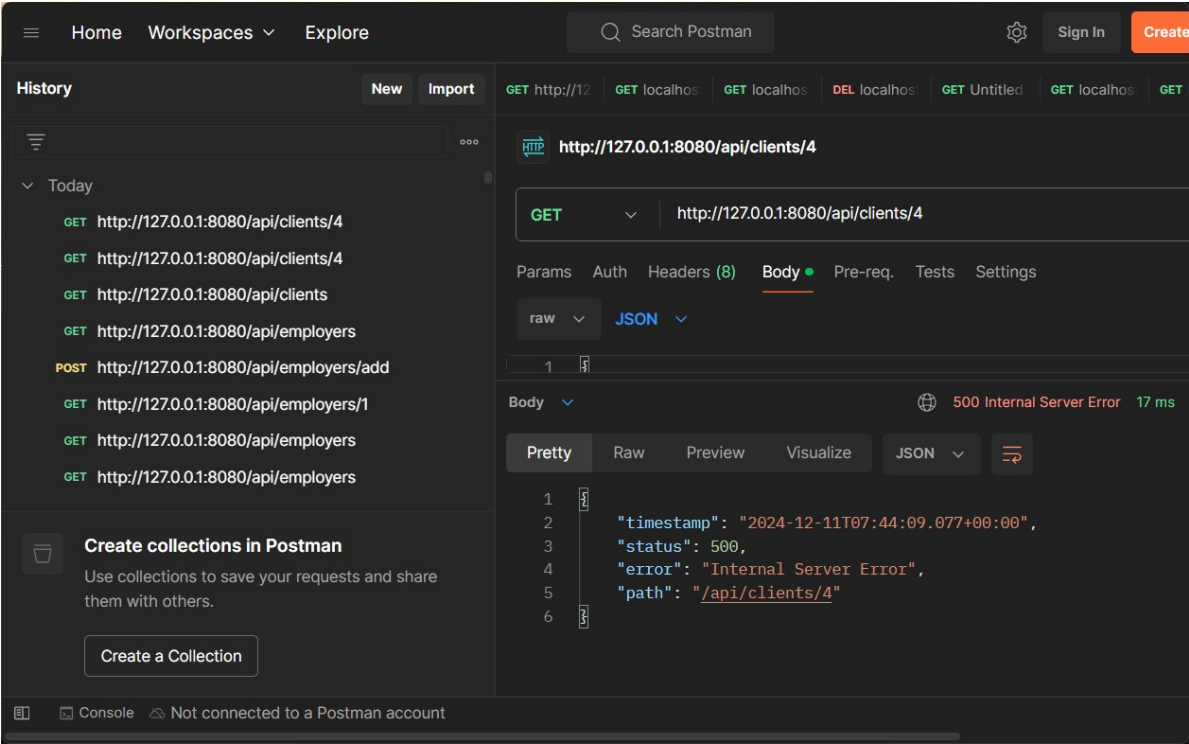 Home Workspaces Explore Search Postman Sign In Create
History New Import
GET http://12 GET localhos GET localhos DEL localhos GET Untitled GET localhos GET
HTTP http://127.0.0.1:8080/api/clients/4
Today
GET http://127.0.0.1:8080/api/clients/4
GET http://127.0.0.1:8080/api/clients/4
GET http://127.0.0.1:8080/api/clients
GET http://127.0.0.1:8080/api/employers
POST http://127.0.0.1:8080/api/employers/add
GET http://127.0.0.1:8080/api/employers/1
GET http://127.0.0.1:8080/api/employers
GET http://127.0.0.1:8080/api/employers
Create collections in Postman
Use collections to save your requests and share
them with others.
Create a Collection
GET http://127.0.0.1:8080/api/clients/4
Params Auth Headers (8) Body Pre-req. Tests Settings
raw JSON
1 {
Body 500 Internal Server Error 17 ms
Pretty Raw Preview Visualize JSON
1 {
2 "timestamp": "2024-12-11T07:44:09.077+00:00",
3 "status": 500,
4 "error": "Internal Server Error",
5 "path": "/api/clients/4"
6 }
Console Not connected to a Postman account